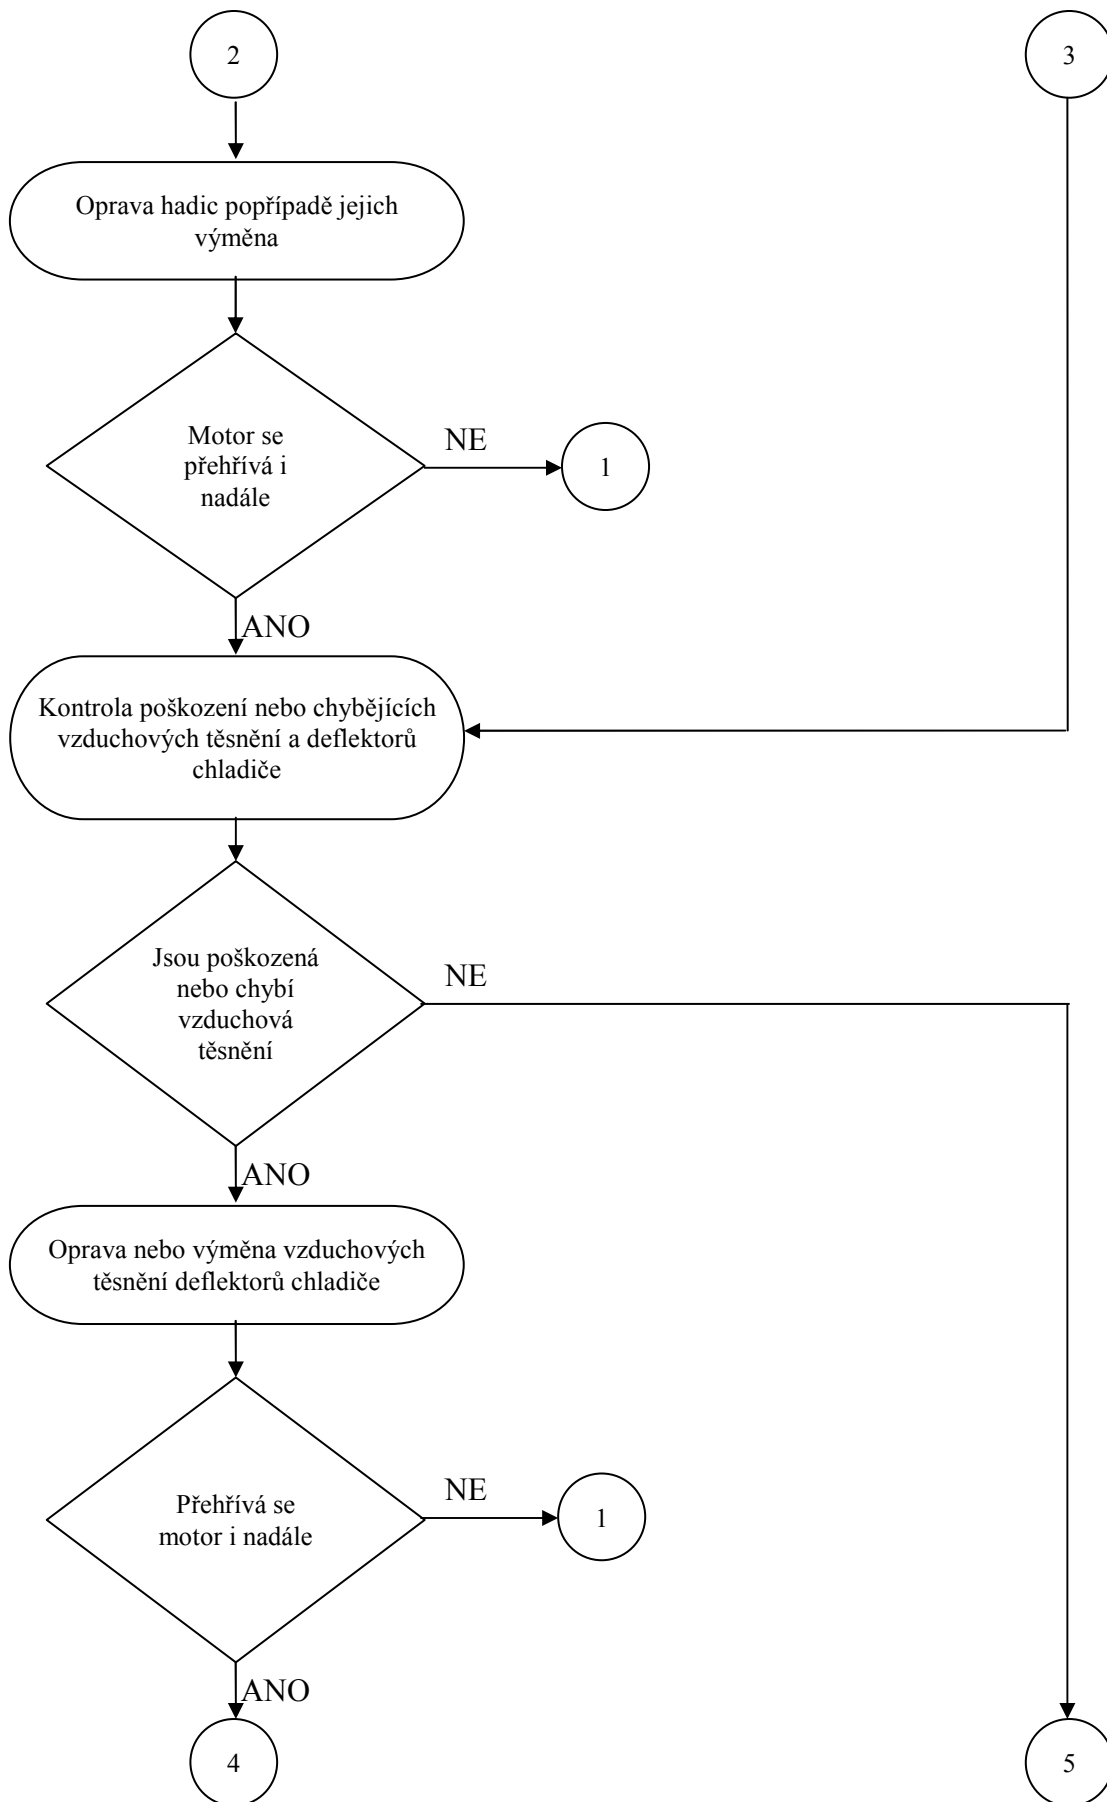 2
3
Oprava hadic popřípadě jejich
výměna
Motor se
přehřívá i
nadále
NE
1
ANO
Kontrola poškození nebo chybějících
vzduchových těsnění a deflektorů
chladiče
Jsou poškozená
nebo chybí
vzduchová
těsnění
NE
ANO
Oprava nebo výměna vzduchových
těsnění deflektorů chladiče
Přehřívá se
motor i nadále
NE
1
ANO
4
5